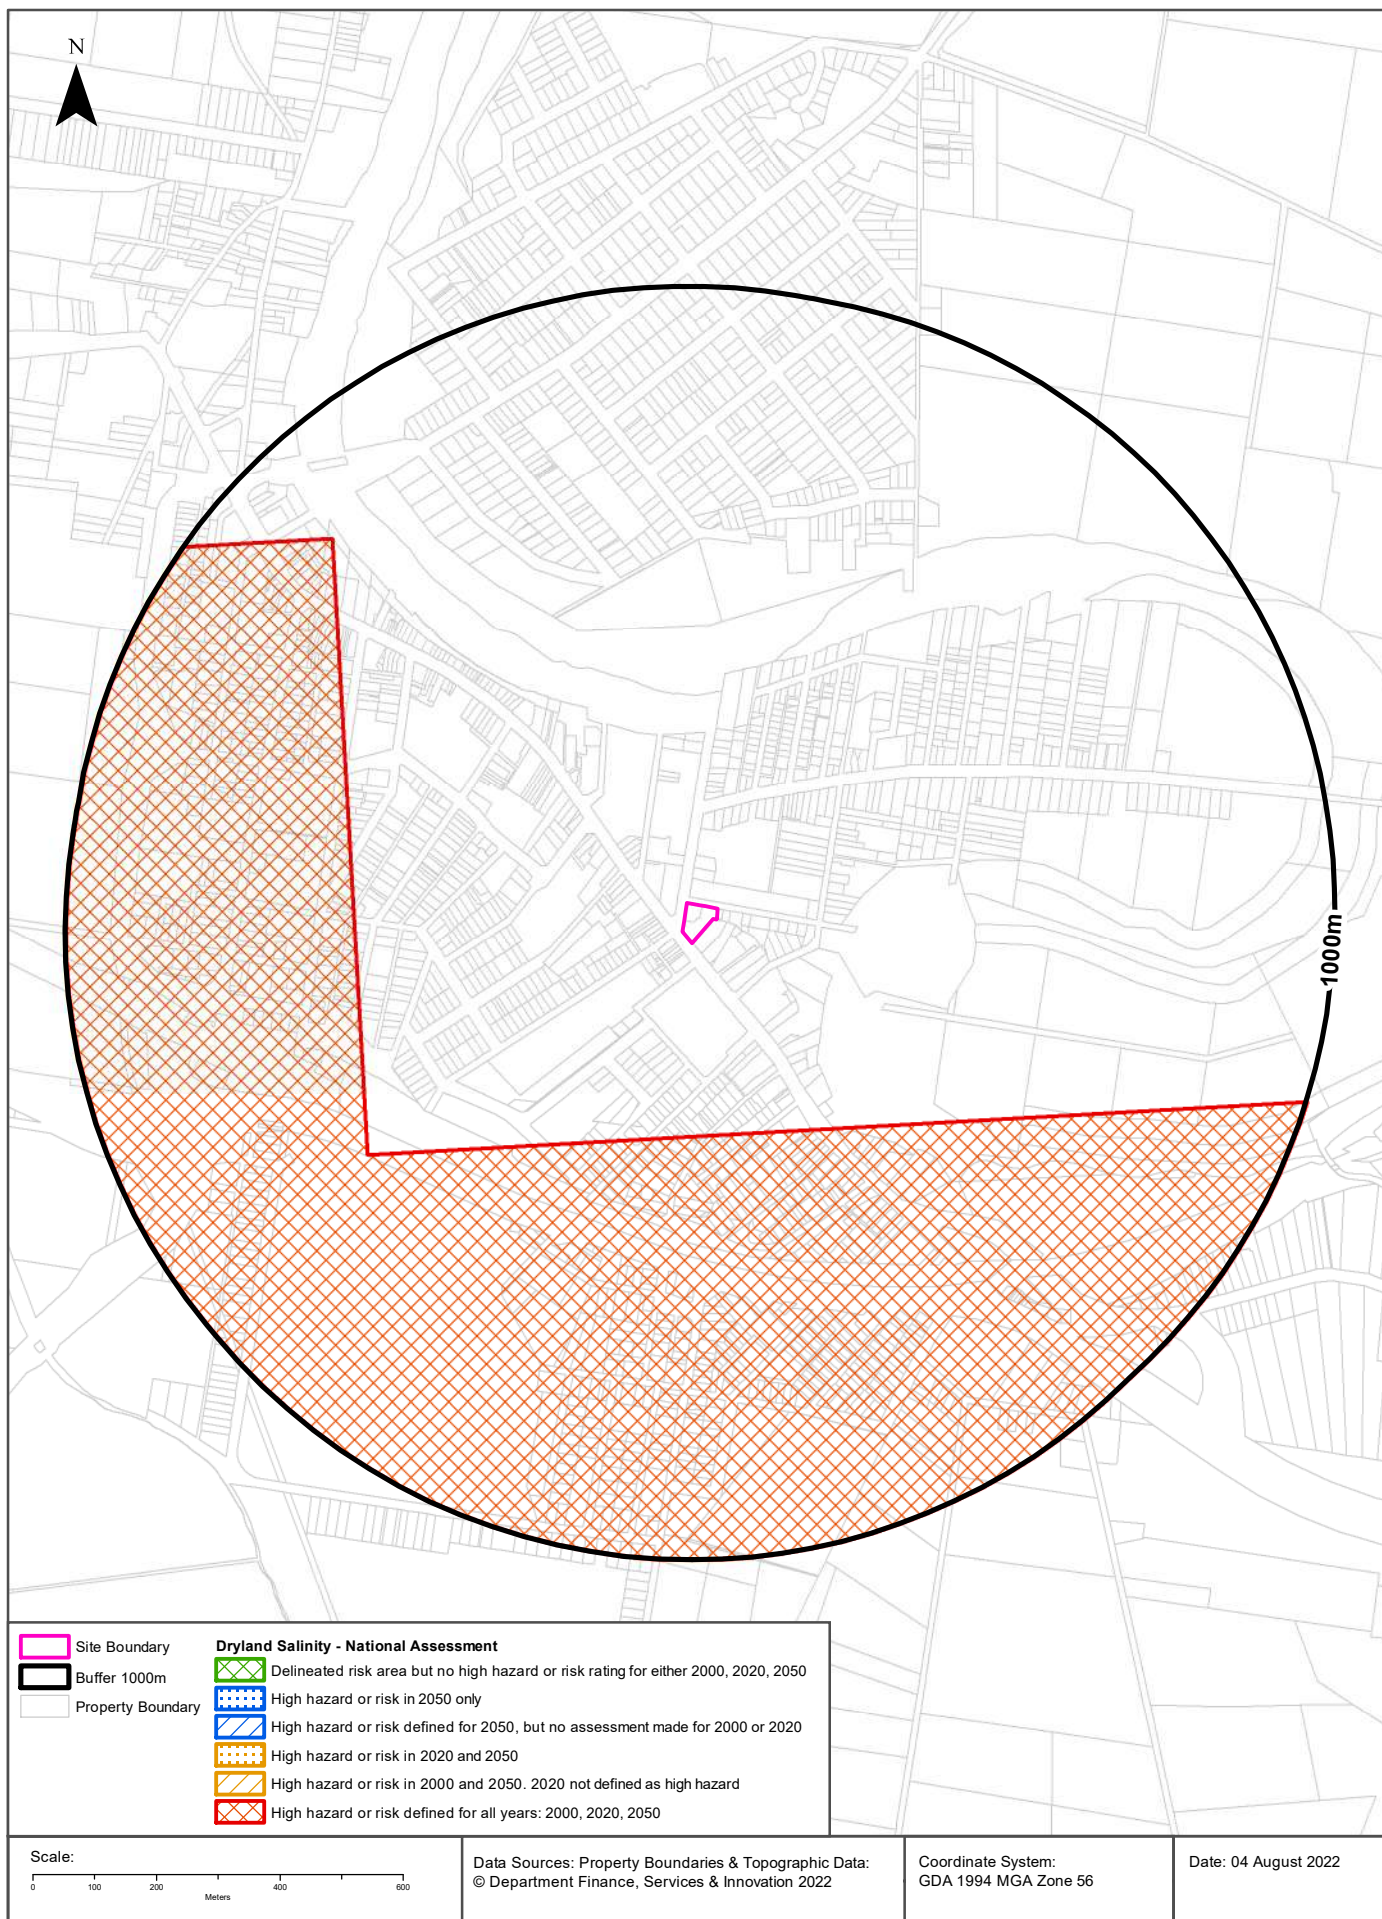 N
1000m
Site Boundary
Buffer 1000m
Property Boundary
Dryland Salinity - National Assessment
Delineated risk area but no high hazard or risk rating for either 2000, 2020, 2050
High hazard or risk in 2050 only
High hazard or risk defined for 2050, but no assessment made for 2000 or 2020
High hazard or risk in 2020 and 2050
High hazard or risk in 2000 and 2050. 2020 not defined as high hazard
High hazard or risk defined for all years: 2000, 2020, 2050
Scale:
0 100 200 400 600
Meters
Data Sources: Property Boundaries & Topographic Data:
© Department Finance, Services & Innovation 2022
Coordinate System:
GDA 1994 MGA Zone 56
Date: 04 August 2022